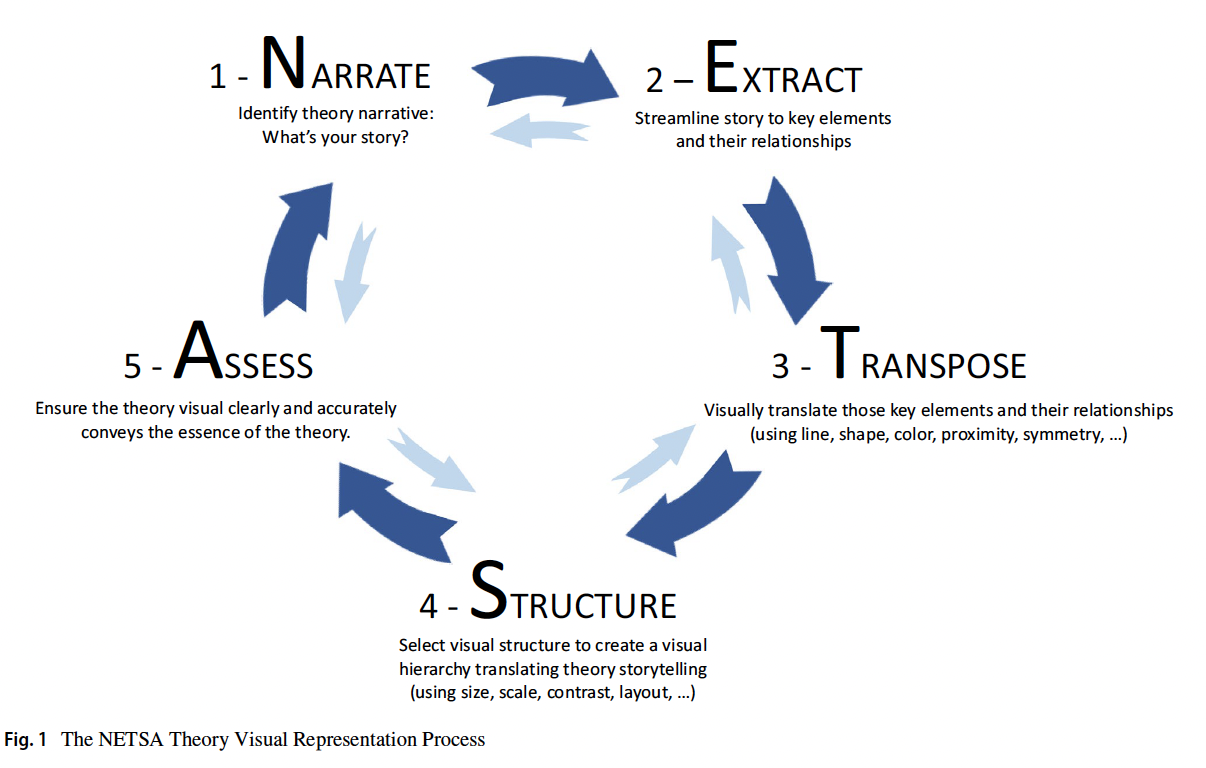 1 - NARRATE
Identify theory narrative:
What's your story?
2 – EXTRACT
Streamline story to key elements
and their relationships
3 - TRANSPOSE
Visually translate those key elements and their relationships
(using line, shape, color, proximity, symmetry, …)
4 - STRUCTURE
Select visual structure to create a visual
hierarchy translating theory storytelling
(using size, scale, contrast, layout, …)
5 - ASSESS
Ensure the theory visual clearly and accurately
conveys the essence of the theory.
Fig. 1 The NETSA Theory Visual Representation Process